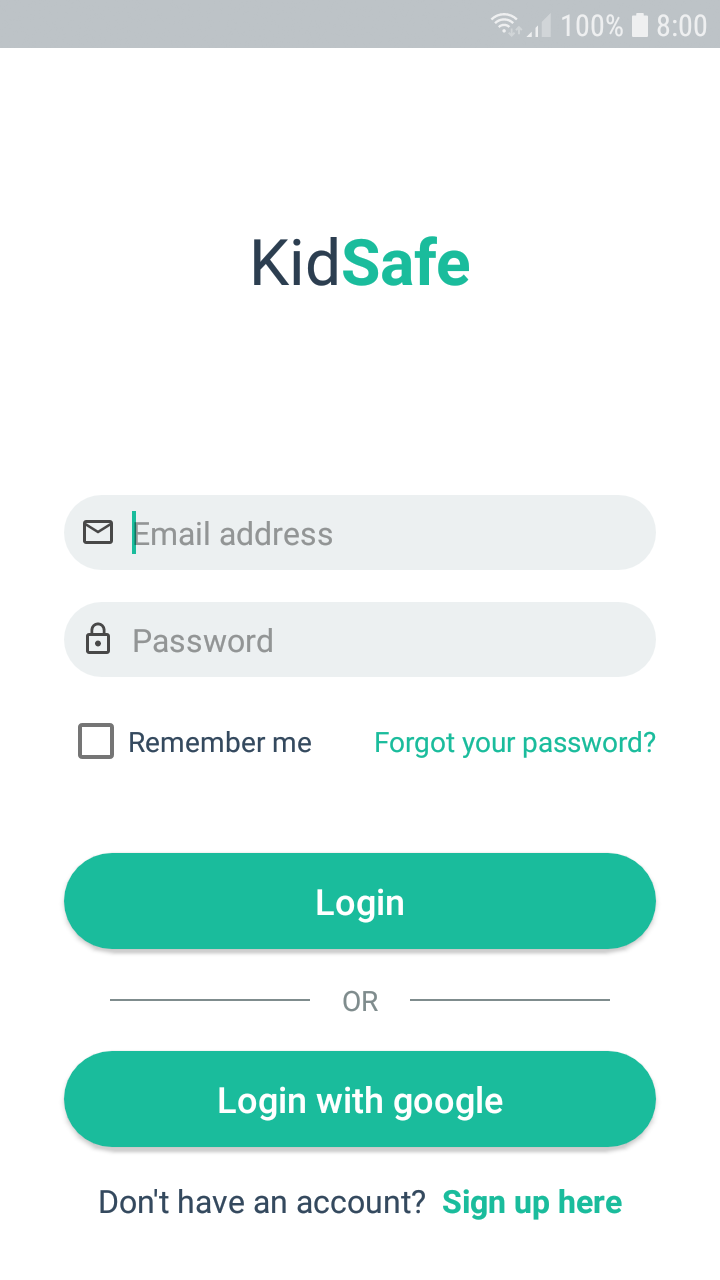 100% 8:00
KidSafe
Email address
Password
Remember me Forgot your password?
Login
OR
Login with google
Don't have an account? Sign up here